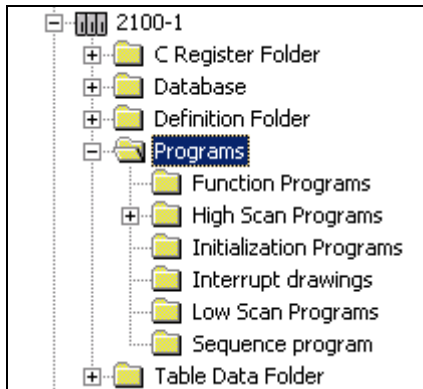 2100-1
C Register Folder
Database
Definition Folder
Programs
Function Programs
High Scan Programs
Initialization Programs
Interrupt drawings
Low Scan Programs
Sequence program
Table Data Folder